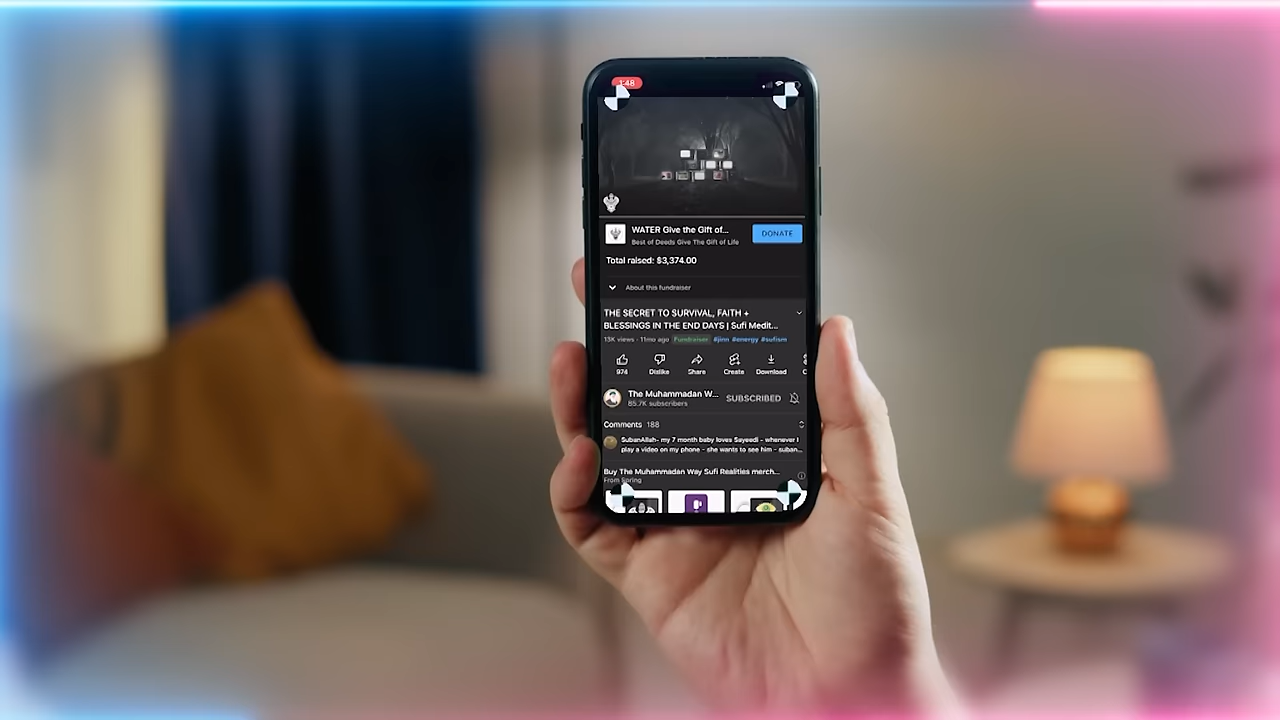 1:48
WATER Give the Gift of...
Best of Deeds Give The Gift of Life
DONATE
Total raised: $3,374.00
About this fundraiser
THE SECRET TO SURVIVAL, FAITH +
BLESSINGS IN THE END DAYS | Sufi Medit...
13K views · 11mo ago Fundraiser #jinn #energy #sufism
974 Dislike Share Create Download
The Muhammadan W... SUBSCRIBED
85.7K subscribers
Comments 188
SubanAllah- my 7 month baby loves Sayeedi - whenever I
play a video on my phone - she wants to see him - suban...
Buy The Muhammadan Way Sufi Realities merch...
From Spring